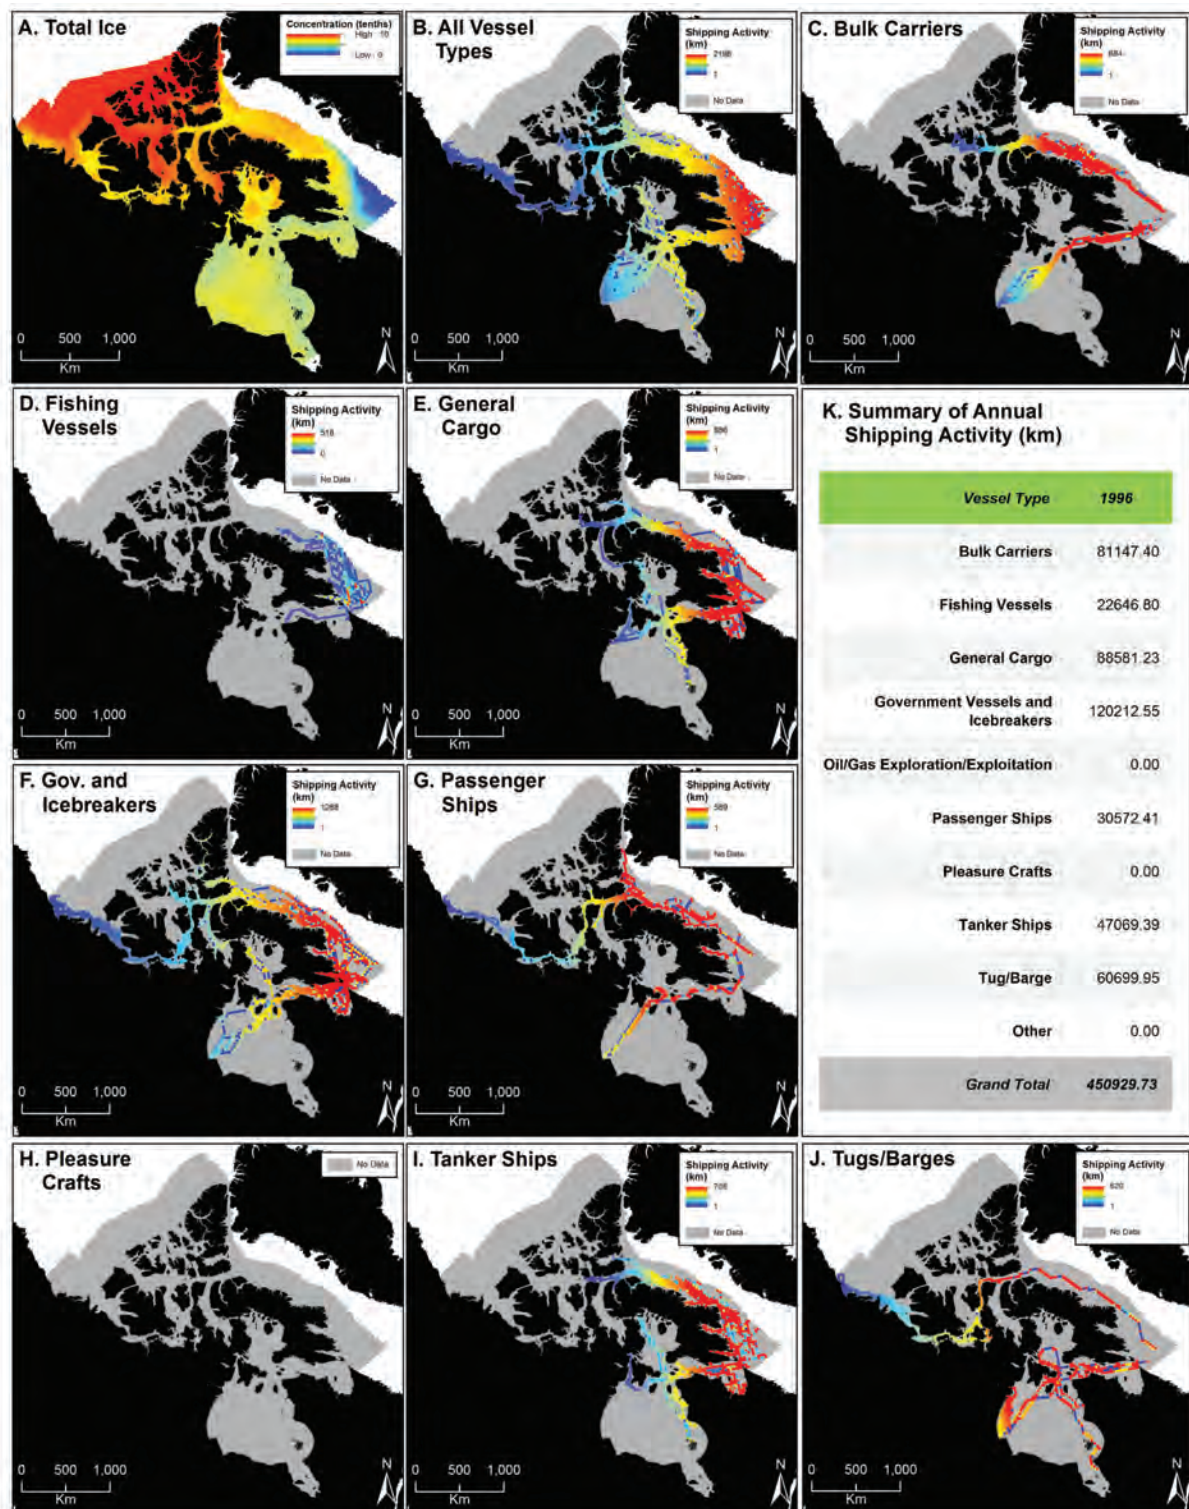 A. Total Ice
Concentration (tenths)
High : 10
Low : 0
0 500 1,000
Km
N
B. All Vessel
Types
Shipping Activity
(km)
2186
1
No Data
0 500 1,000
Km
N
C. Bulk Carriers
Shipping Activity
(km)
1
No Data
0 500 1,000
Km
N
D. Fishing
Vessels
Shipping Activity
(km)
518
0
No Data
0 500 1,000
Km
N
E. General
Cargo
Shipping Activity
(km)
1
No Data
0 500 1,000
Km
N
K. Summary of Annual
Shipping Activity (km)
Vessel Type 1996
Bulk Carriers 81147.40
Fishing Vessels 22646.80
General Cargo 88581.23
Government Vessels and
Icebreakers 120212.55
Oil/Gas Exploration/Exploitation 0.00
Passenger Ships 30572.41
Pleasure Crafts 0.00
Tanker Ships 47069.39
Tug/Barge 60699.95
Other 0.00
Grand Total 450929.73
F. Gov. and
Icebreakers
Shipping Activity
(km)
1288
1
No Data
0 500 1,000
Km
N
G. Passenger
Ships
Shipping Activity
(km)
569
1
No Data
0 500 1,000
Km
N
H. Pleasure
Crafts
No Data
0 500 1,000
Km
N
I. Tanker Ships
Shipping Activity
(km)
705
1
No Data
0 500 1,000
Km
N
J. Tugs/Barges
Shipping Activity
(km)
620
1
No Data
0 500 1,000
Km
N